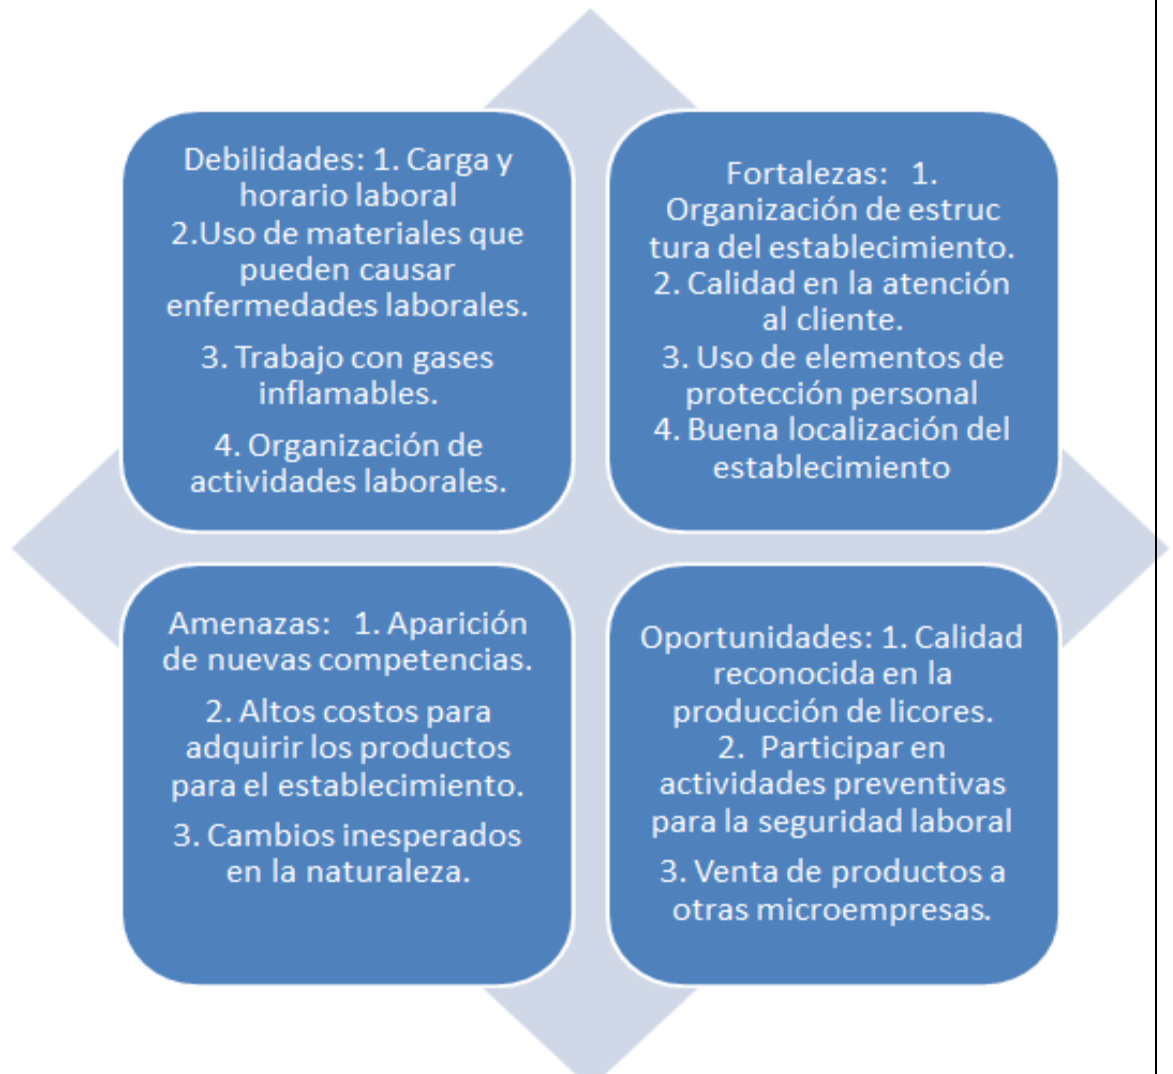 Debilidades: 1. Carga y
horario laboral
2.Uso de materiales que
pueden causar
enfermedades laborales.
3. Trabajo con gases
inflamables.
4. Organización de
actividades laborales.
Fortalezas:   1.
Organización de estruc
tura del establecimiento.
2. Calidad en la atención
al cliente.
3. Uso de elementos de
protección personal
4. Buena localización del
establecimiento
Amenazas:   1. Aparición
de nuevas competencias.
2. Altos costos para
adquirir los productos
para el establecimiento.
3. Cambios inesperados
en la naturaleza.
Oportunidades: 1. Calidad
reconocida en la
producción de licores.
2.  Participar en
actividades preventivas
para la seguridad laboral
3. Venta de productos a
otras microempresas.